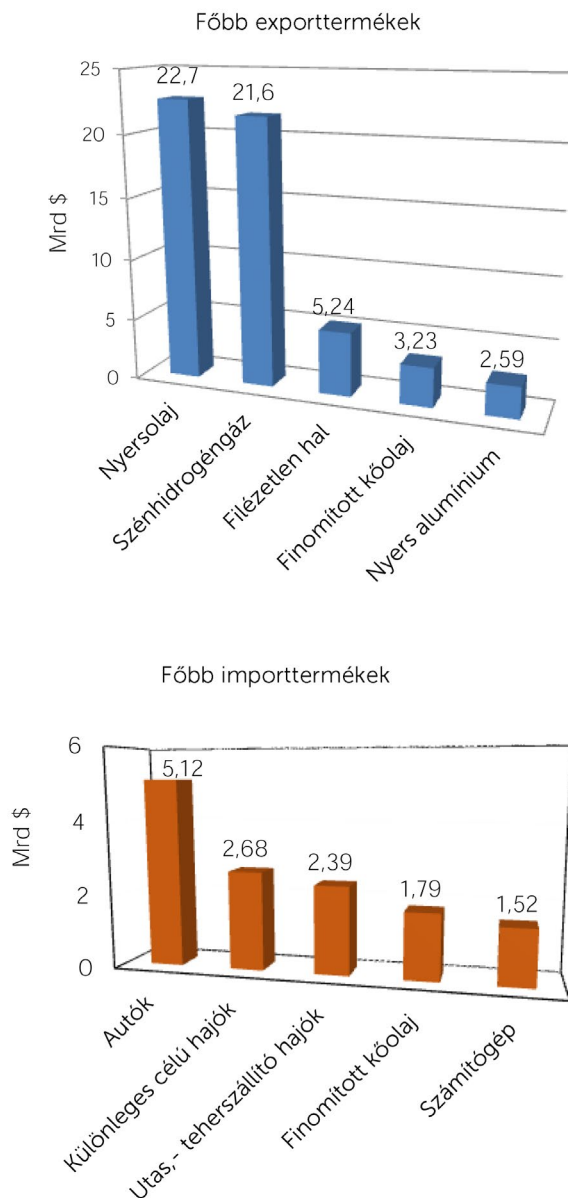 Főbb exporttermékek
Mrd $
25
20
15
10
5
0
22,7
21,6
5,24
3,23
2,59
Nyersolaj
Szénhidrogéngáz
Filézetlen hal
Finomított kőolaj
Nyers alumínium
Főbb importtermékek
Mrd $
6
4
2
0
5,12
2,68
2,39
1,79
1,52
Autók
Különleges célú hajók
Utas,- teherszállító hajók
Finomított kőolaj
Számítógép